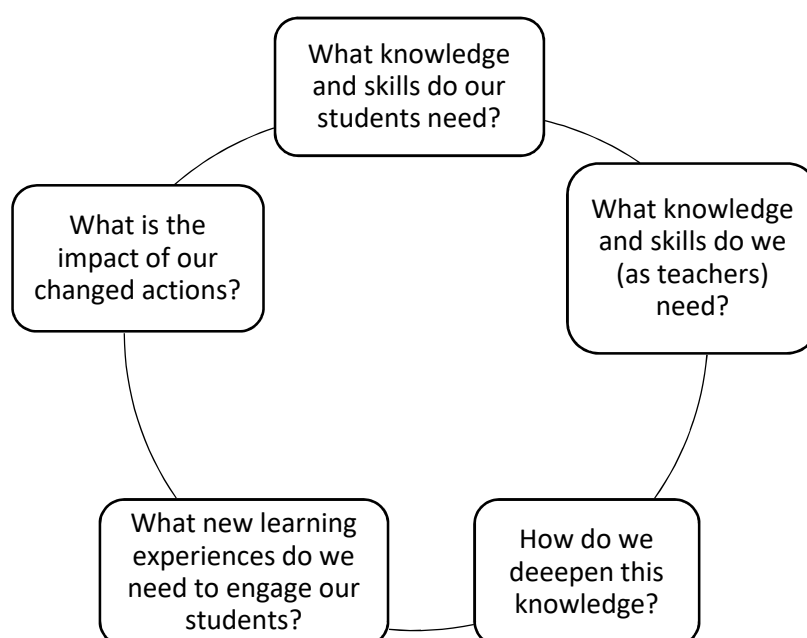 What knowledge
and skills do our
students need?
What knowledge
and skills do we
(as teachers)
need?
How do we
deeepen this
knowledge?
What new learning
experiences do we
need to engage our
students?
What is the
impact of our
changed actions?